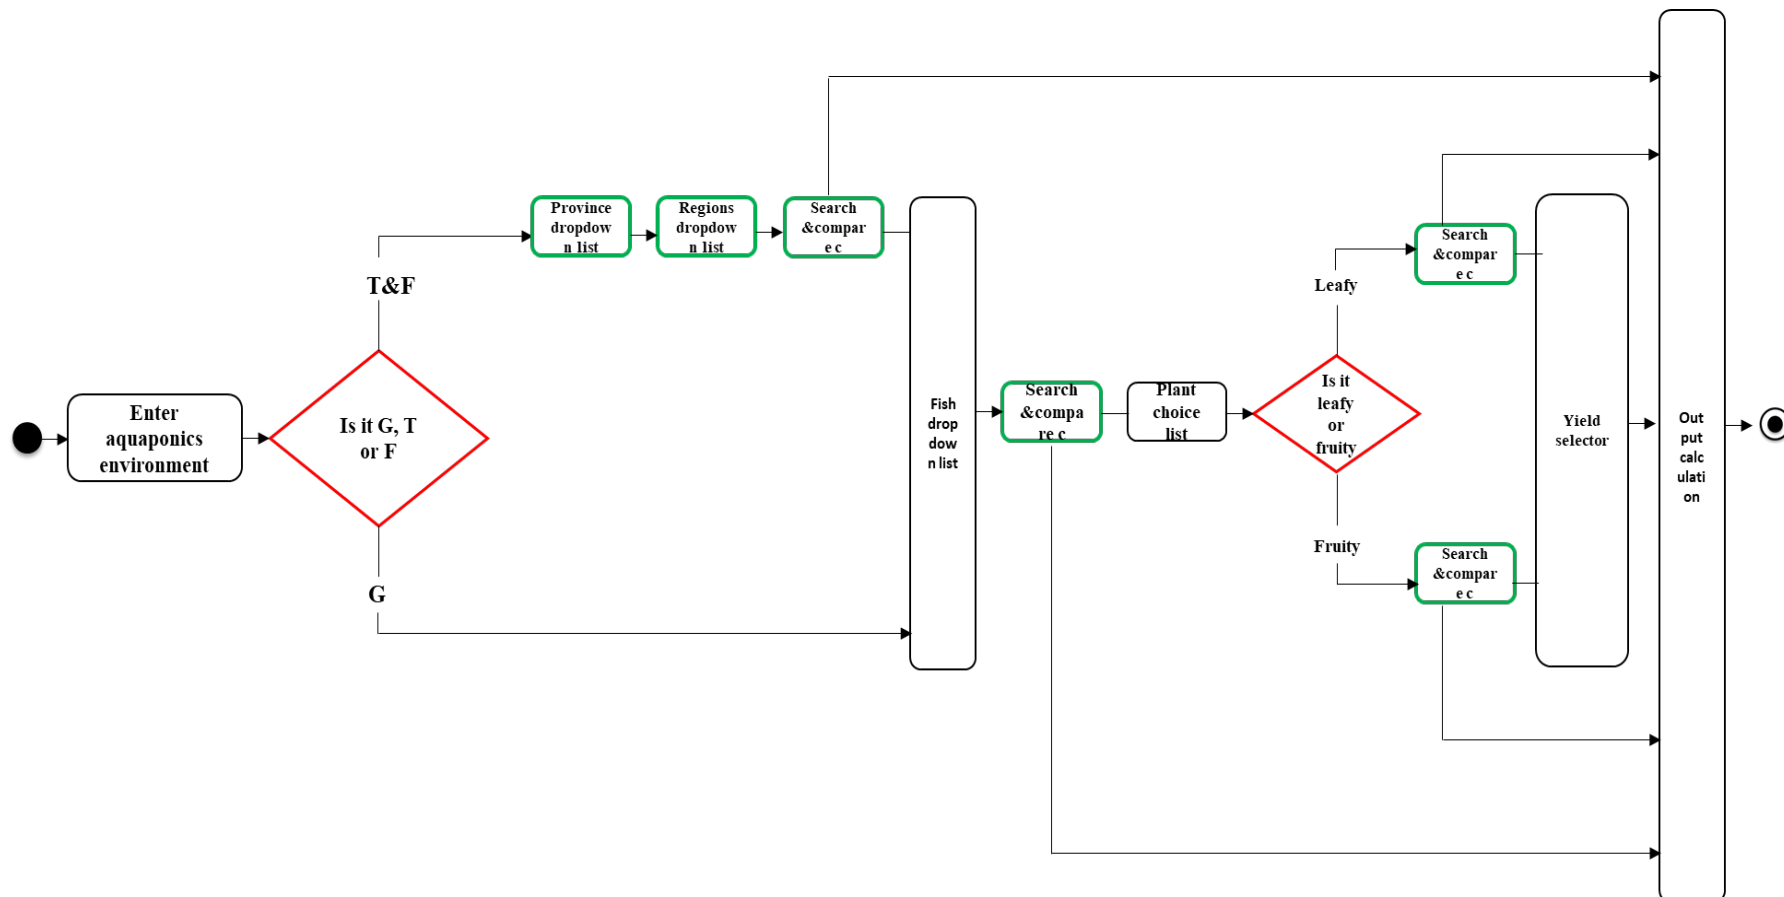 Enter
aquaponics
environment
Is it G, T
or F
T&F
G
Province
dropdow
n list
Regions
dropdow
n list
Search
&compar
e c
Fish
drop
dow
n list
Search
&compa
re c
Plant
choice
list
Is it
leafy
or
fruity
Leafy
Fruity
Search
&compar
e c
Search
&compar
e c
Yield
selector
Out
put
calc
ulati
on